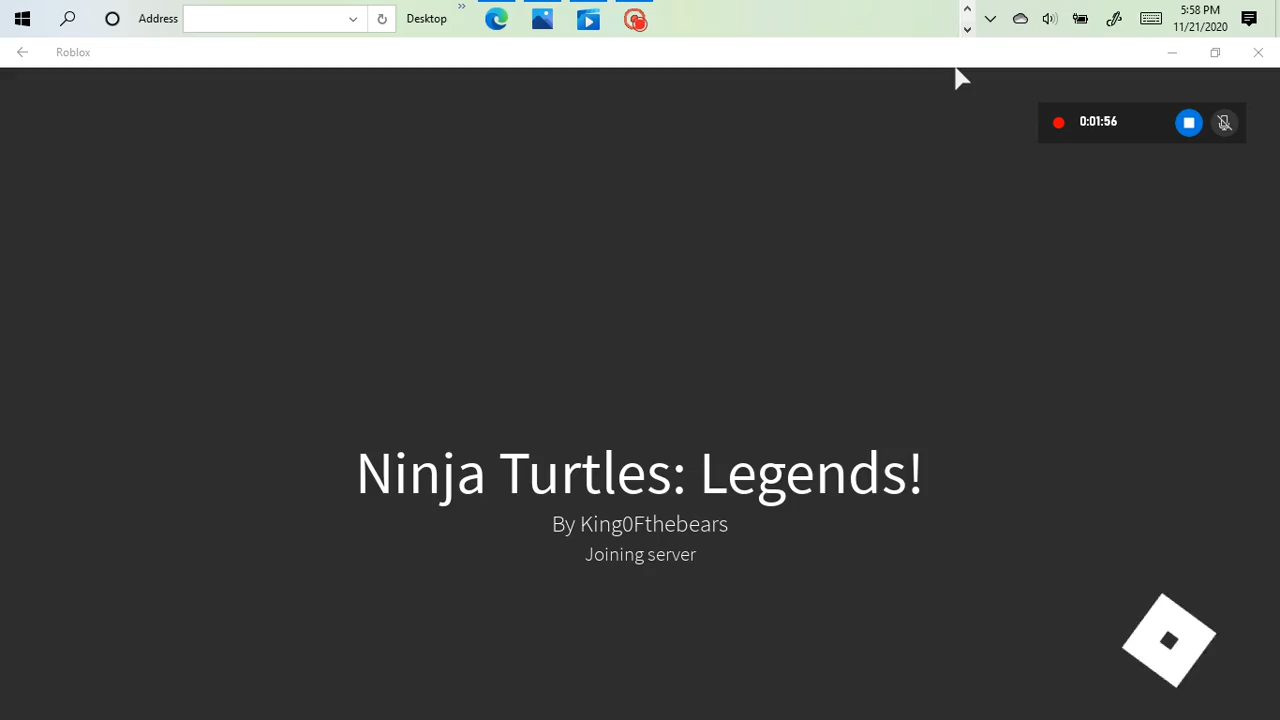 Address
Desktop
»
5:58 PM
11/21/2020
Roblox
0:01:56
Ninja Turtles: Legends!
By King0Fthebears
Joining server